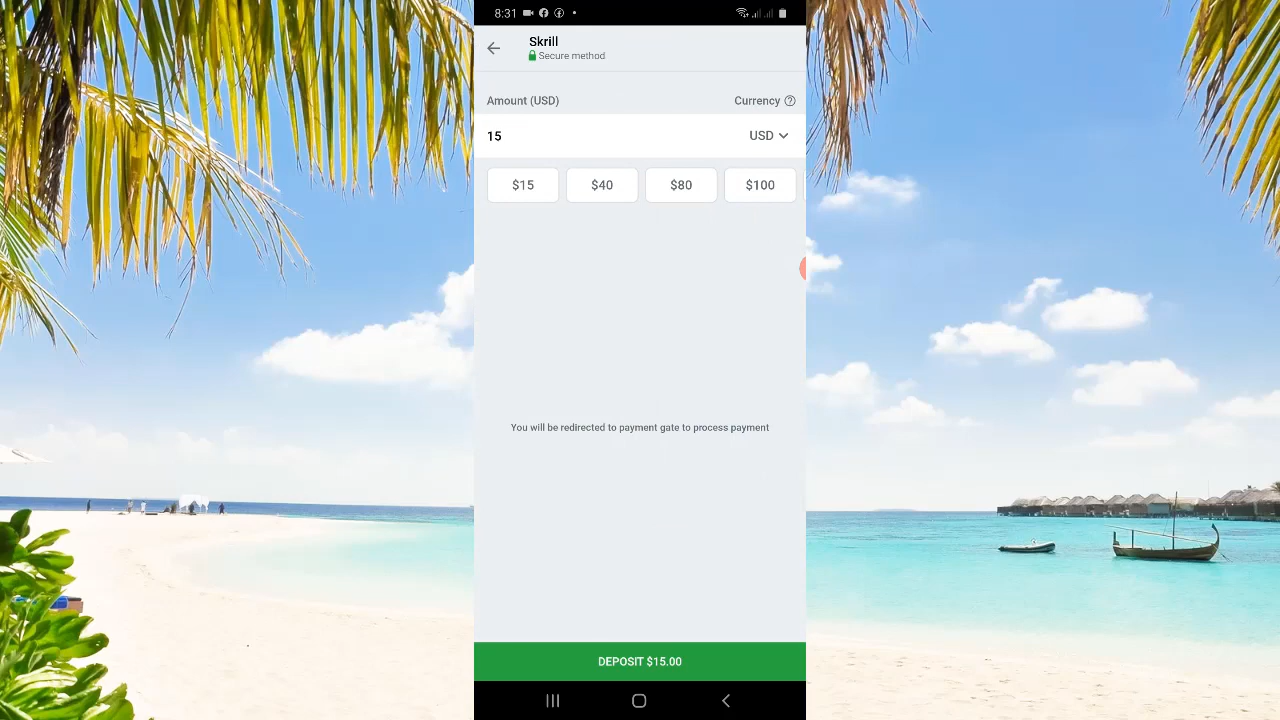 8:31
Skrill
Secure method
Amount (USD)
Currency
15
USD
$15
$40
$80
$100
You will be redirected to payment gate to process payment
DEPOSIT $15.00